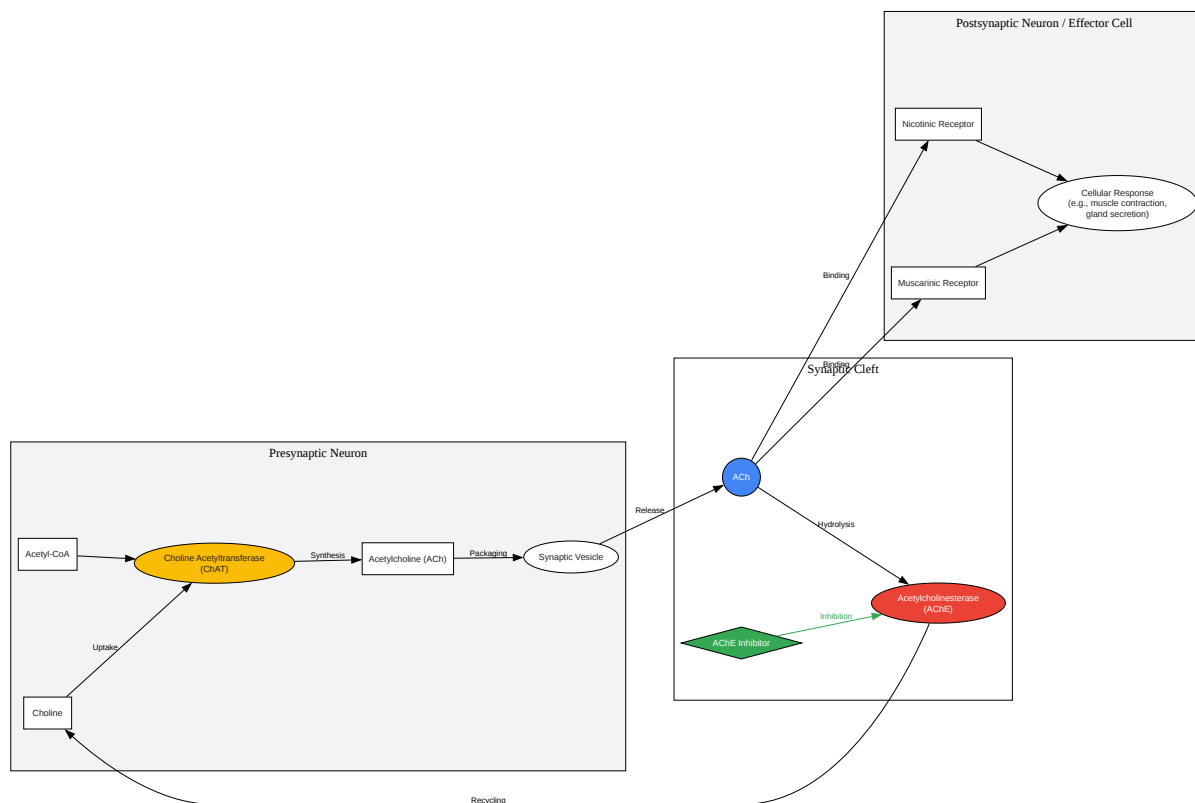 Postsynaptic Neuron / Effector Cell
Nicotinic Receptor
Cellular Response
(e.g., muscle contraction,
gland secretion)
Muscarinic Receptor
Binding
Binding
Synaptic Cleft
Presynaptic Neuron
ACh
Release
Hydrolysis
Acetyl-CoA
Choline Acetyltransferase
(ChAT)
Synthesis
Acetylcholine (ACh)
Packaging
Synaptic Vesicle
Acetylcholinesterase
(AChE)
Inhibition
AChE Inhibitor
Uptake
Choline
Recycling